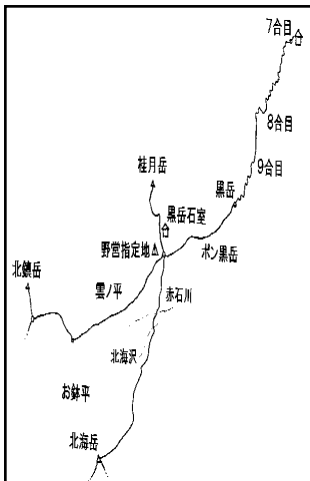 7合目
8合目
9合目
桂月岳
黒岳
黒岳石室
野営指定地
ポン黒岳
北鎮岳
雲ノ平
赤石川
北海沢
お鉢平
北海岳